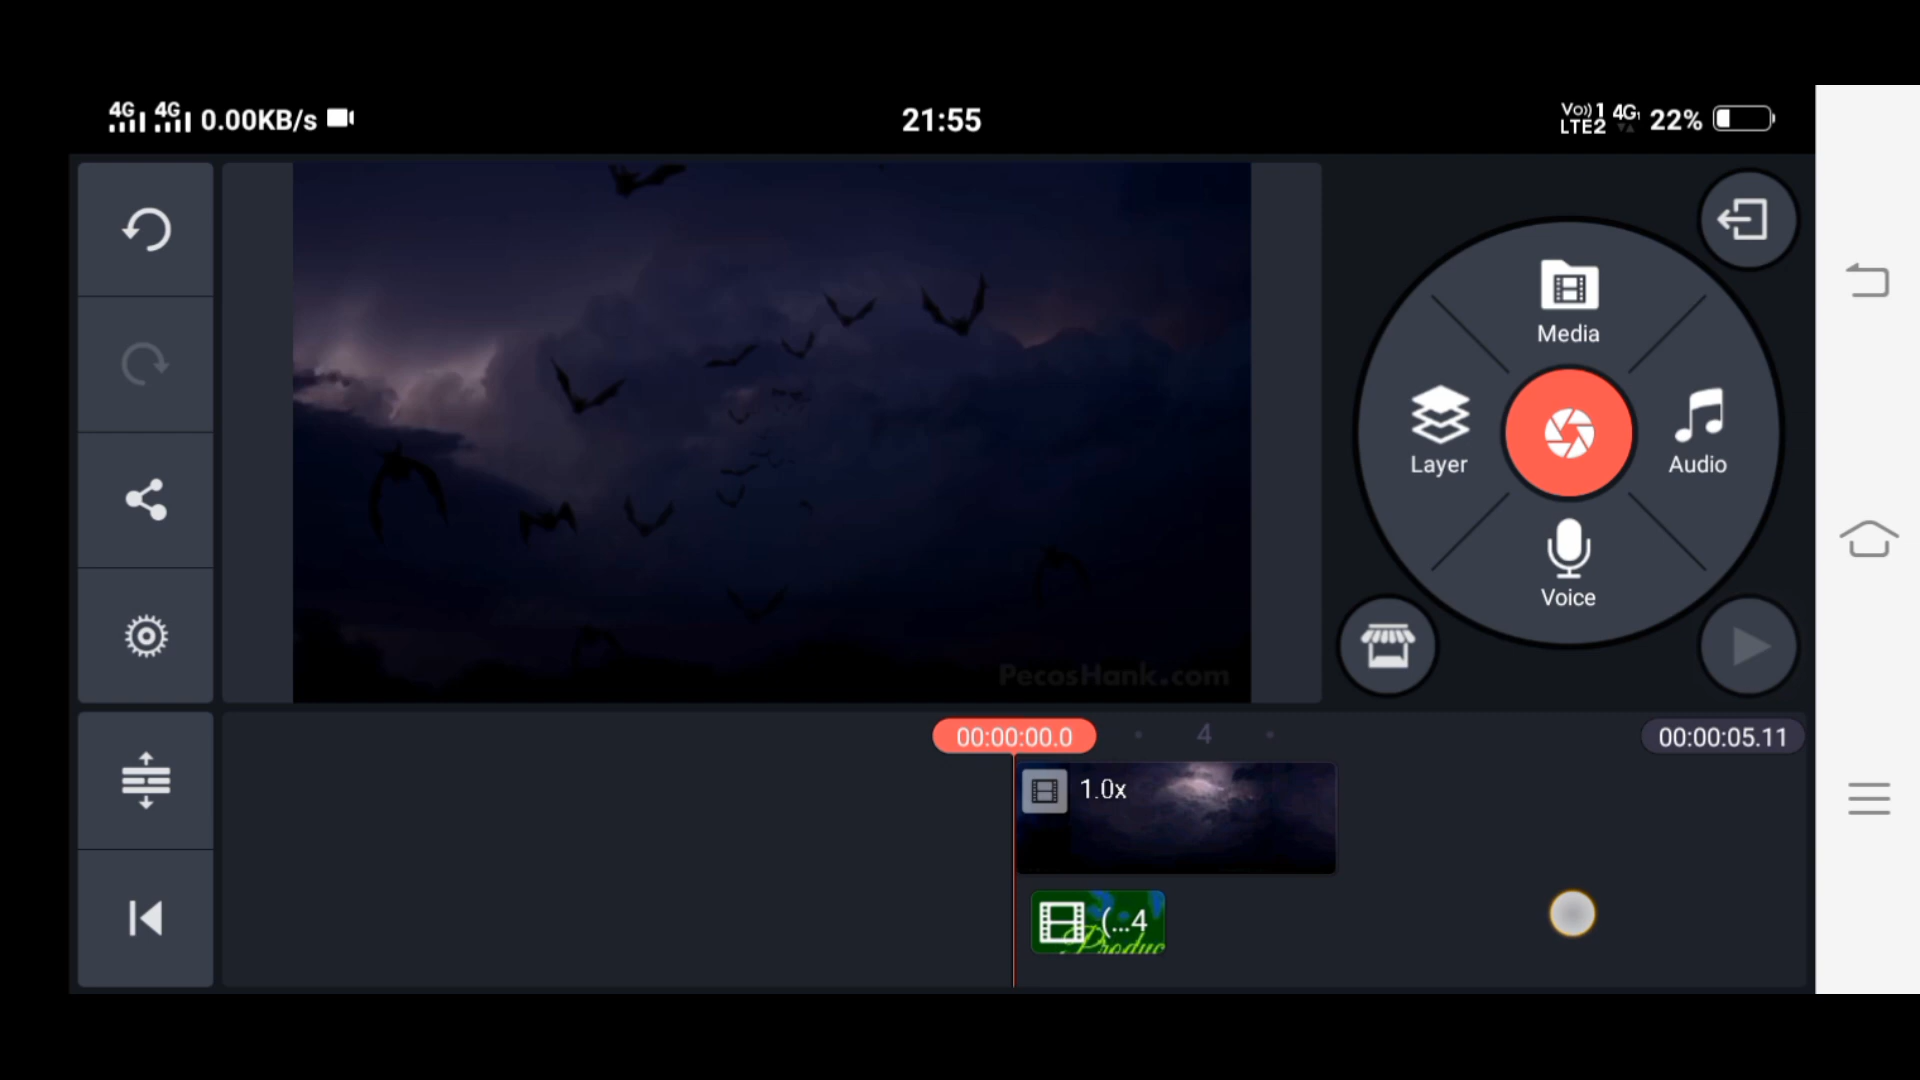 4G 4G 0.00KB/s
21:55
Vo)) 1 4G 22%
LTE2
Media
Layer
Audio
Voice
PecosHank.com
00:00:00.0
4
00:00:05.11
1.0x
(...4
Produc